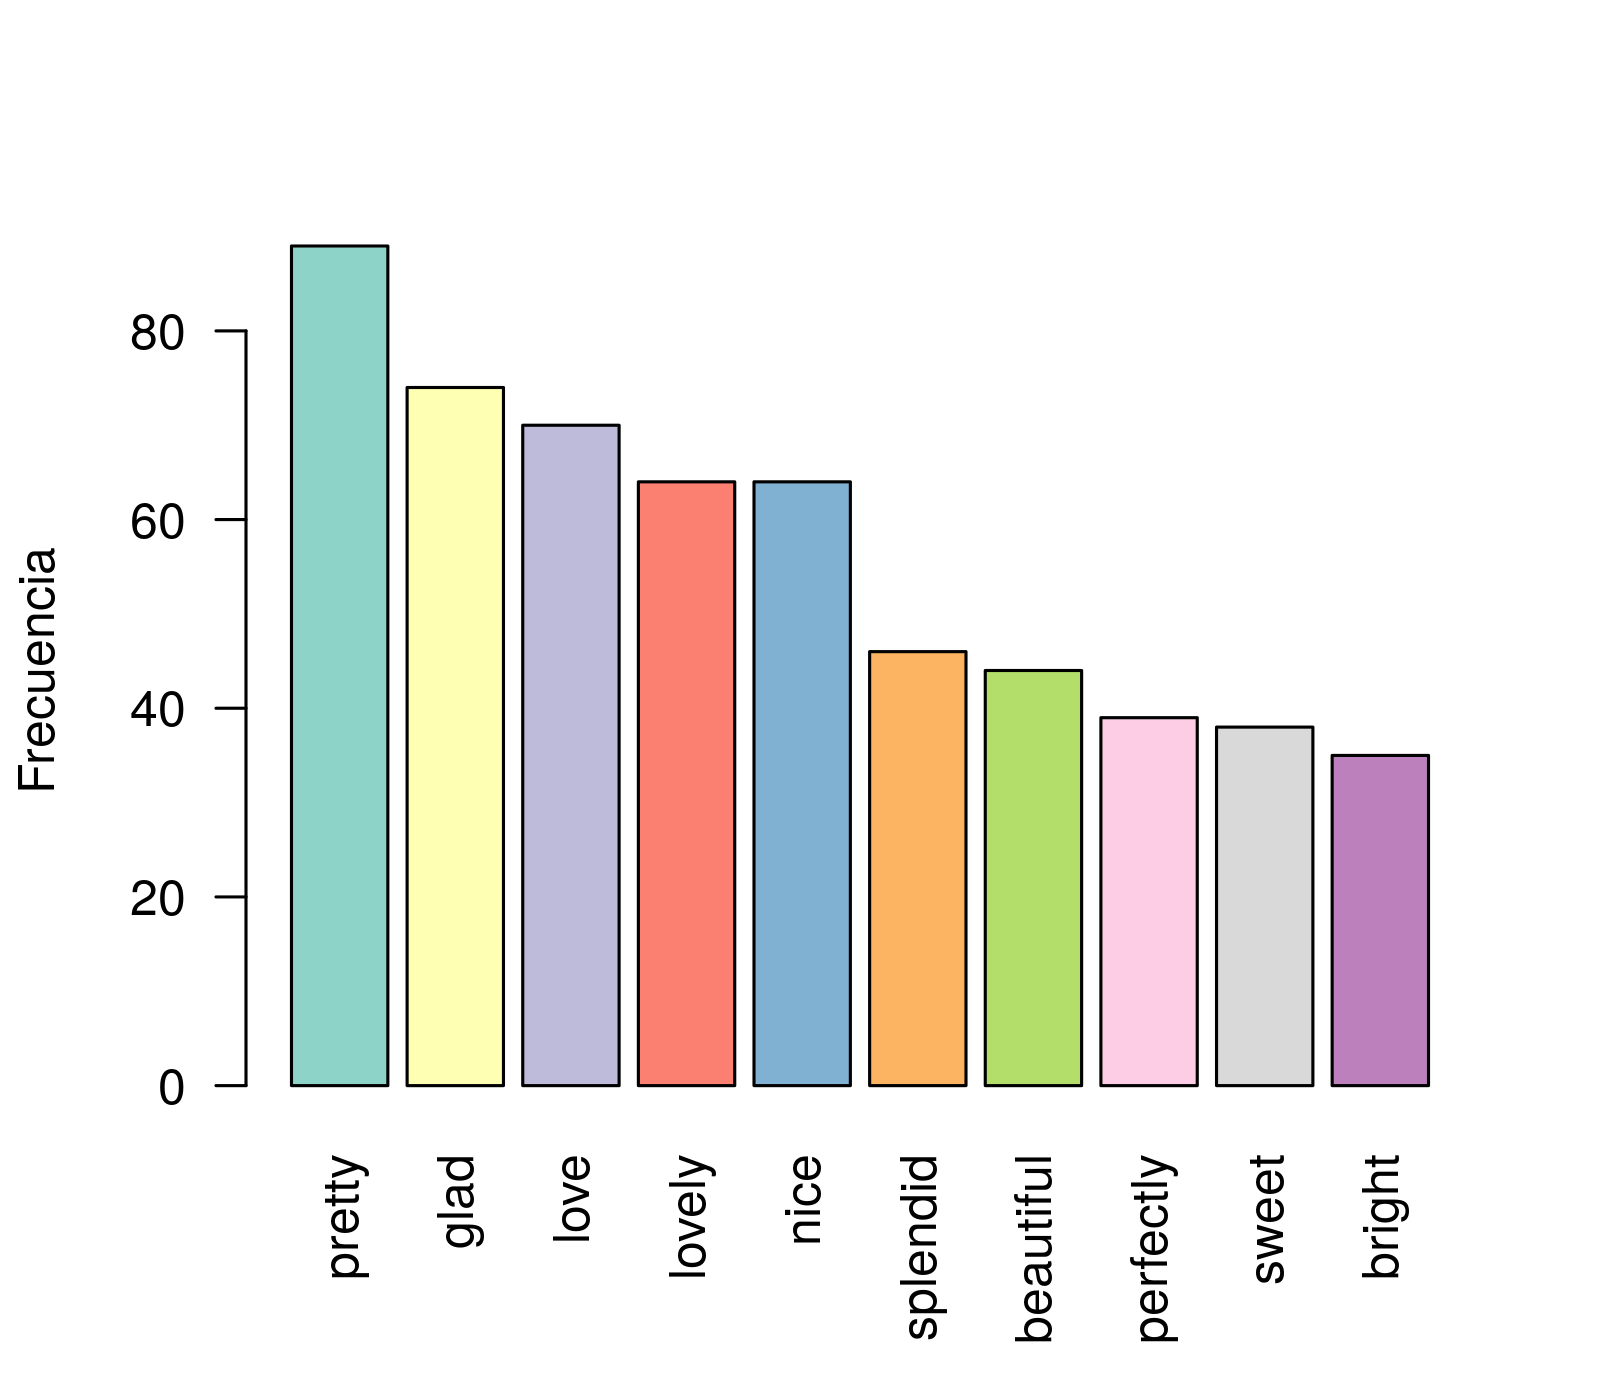 Frecuencia
80
60
40
20
0
pretty
glad
love
lovely
nice
splendid
beautiful
perfectly
sweet
bright